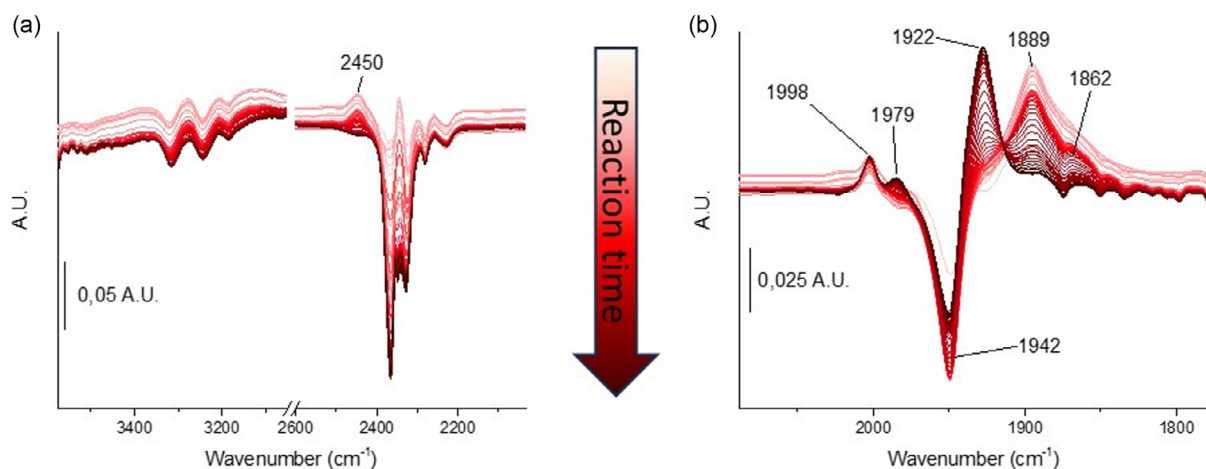 (a)
2450
A.U.
0,05 A.U.
3400
3200
2600
2400
2200
Wavenumber (cm⁻¹)
Reaction time
(b)
1922
1889
1862
1998
1979
A.U.
0,025 A.U.
1942
2000
1900
1800
Wavenumber (cm⁻¹)